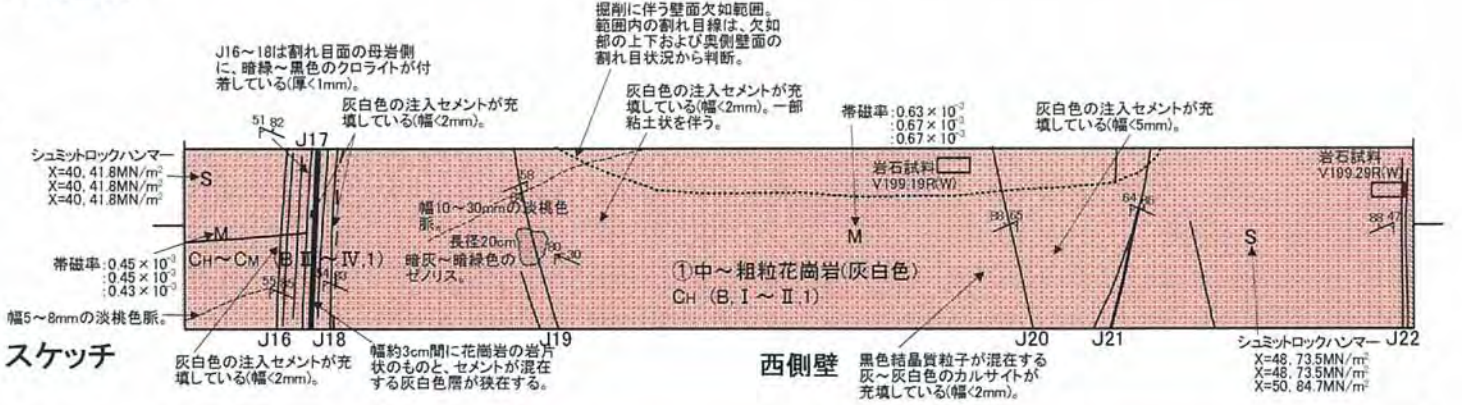 掘削に伴う壁面欠如範囲。
範囲内の割れ目線は、欠如
部の上下および奥側壁面の
割れ目状況から判断。
J16～18は割れ目面の母岩側
に、暗緑～黒色のクロライトが付
着している(厚<1mm)。
灰白色の注入セメントが充
填している(幅<2mm)。
灰白色の注入セメントが充
填している(幅<2mm)。一部
粘土状を伴う。
帯磁率:0.63×10⁻³
:0.67×10⁻³
:0.67×10⁻³
灰白色の注入セメントが充
填している(幅<5mm)。
51 82
J17
シュミットロックハンマー
X=40, 41.8MN/m²
X=40, 41.8MN/m²
X=40, 41.8MN/m²
S
岩石試料
V199.19R(W)
岩石試料
V199.29R(W)
58
幅10～30mmの淡桃色
脈。
88 65
64 86
88 47
M
M
S
長径20cm
暗灰～暗緑色の
ゼノリス。
80 30
CH～CM (B,III～IV,1)
帯磁率:0.45×10⁻³
:0.45×10⁻³
:0.43×10⁻³
①中～粗粒花崗岩(灰白色)
CH (B, I ～ II,1)
幅5～8mmの淡桃色脈。
J16
J18
J19
J20
J21
J22
スケッチ
灰白色の注入セメントが充
填している(幅<2mm)。
幅約3cm間に花崗岩の岩片
状のものと、セメントが混在
する灰白色層が狭在する。
西側壁
黒色結晶質粒子が混在する
灰～灰白色のカルサイトが
充填している(幅<2mm)。
シュミットロックハンマー
X=48, 73.5MN/m²
X=48, 73.5MN/m²
X=50, 84.7MN/m²